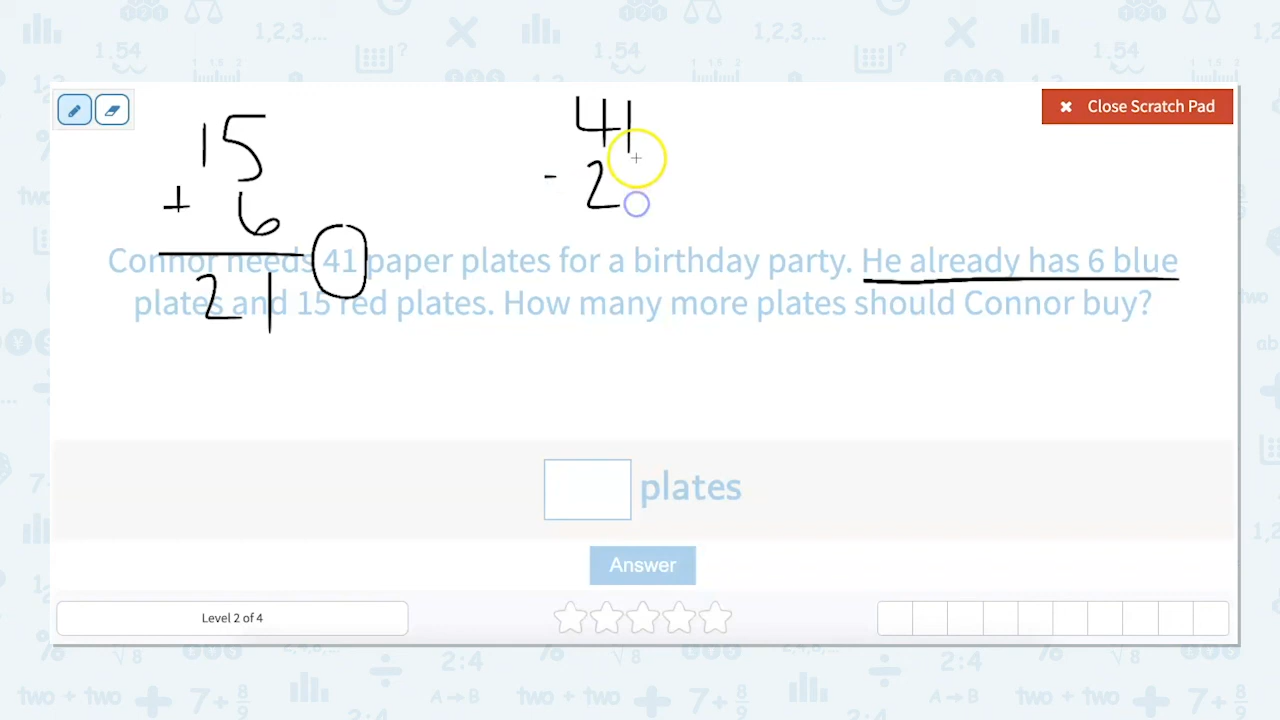 Close Scratch Pad
15
+ 6
21
41
- 2
Connor needs 41 paper plates for a birthday party. He already has 6 blue
plates and 15 red plates. How many more plates should Connor buy?
plates
Answer
Level 2 of 4